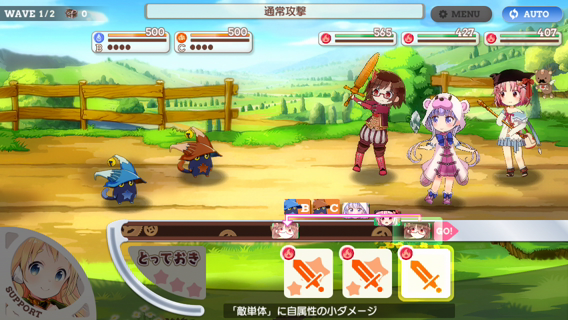 WAVE 1/2 0
通常攻撃
MENU
AUTO
500
B
500
C
565
427
407
B
C
GO!
とっておき
SUPPORT
「敵単体」に自属性の小ダメージ